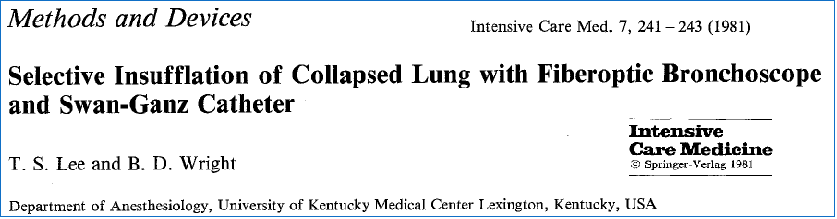 Methods and Devices
Intensive Care Med. 7, 241–243 (1981)
Selective Insufflation of Collapsed Lung with Fiberoptic Bronchoscope
and Swan-Ganz Catheter
Intensive
Care Medicine
© Springer-Verlag 1981
T. S. Lee and B. D. Wright
Department of Anesthesiology, University of Kentucky Medical Center Lexington, Kentucky, USA